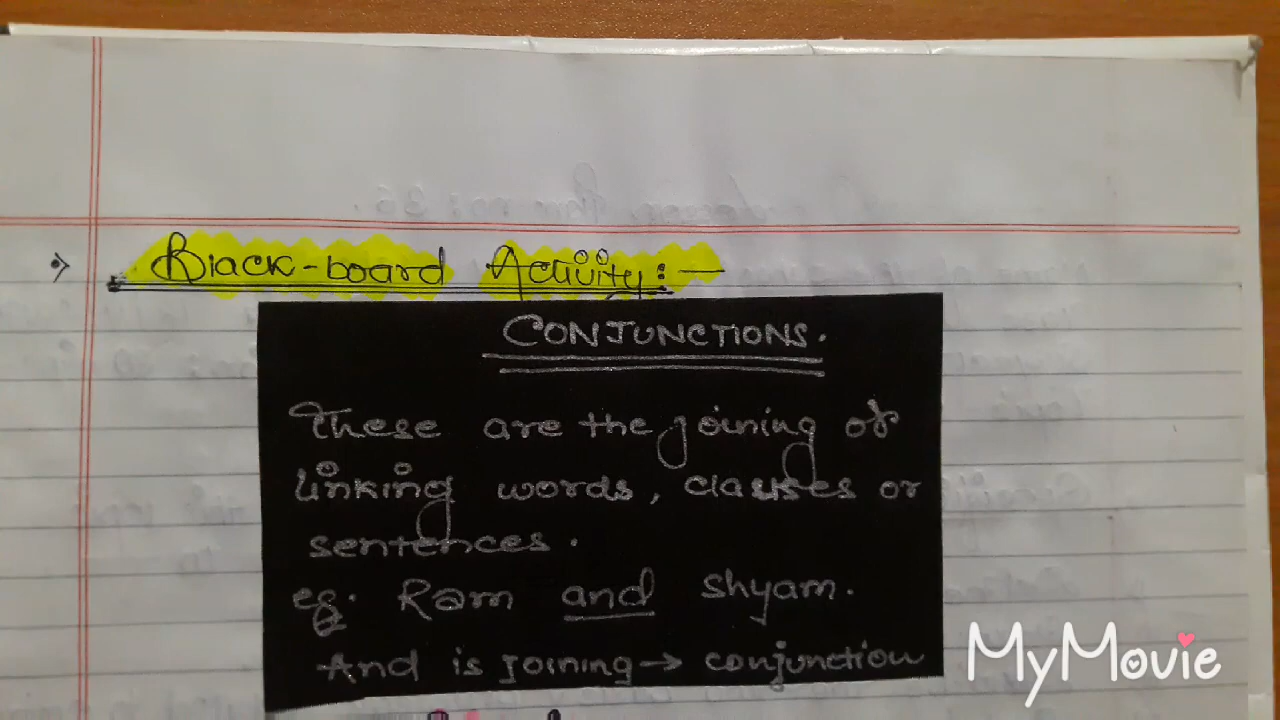 Black-board Activity:—
CONJUNCTIONS.
These are the joining of
linking words, clauses or
sentences.
eg. Ram and shyam.
And is joining → conjunction
MyMovie